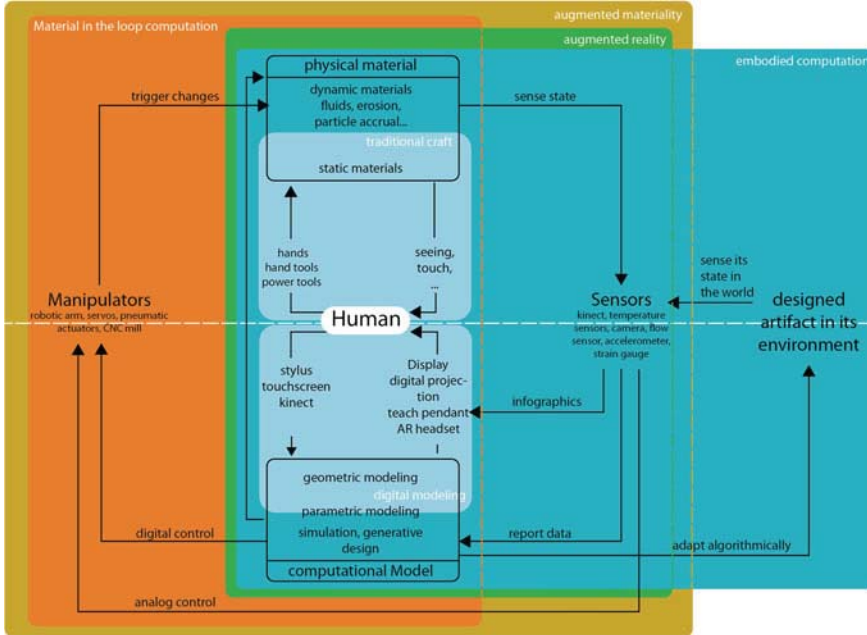 augmented materiality
Material in the loop computation
augmented reality
embodied computation
physical material
trigger changes
dynamic materials
fluids, erosion,
particle accrual...
sense state
traditional craft
static materials
hands
hand tools
power tools
seeing,
touch,
...
sense its
state in
the world
Manipulators
robotic arm, servos, pneumatic
actuators, CNC mill
Human
Sensors
kinect, temperature
sensors, camera, flow
sensor, accelerometer,
strain gauge
designed
artifact in its
environment
stylus
touchscreen
kinect
Display
digital projec-
tion
teach pendant
AR headset
infographics
geometric modeling
digital modeling
parametric modeling
simulation, generative
design
computational Model
digital control
report data
adapt algorithmically
analog control